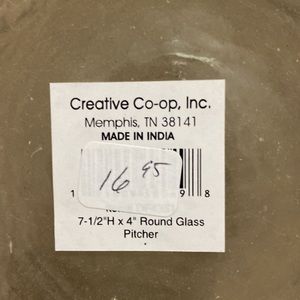 Creative Co-op, Inc.
Memphis, TN 38141
MADE IN INDIA
16 95
1 98
7-1/2"H x 4" Round Glass
Pitcher